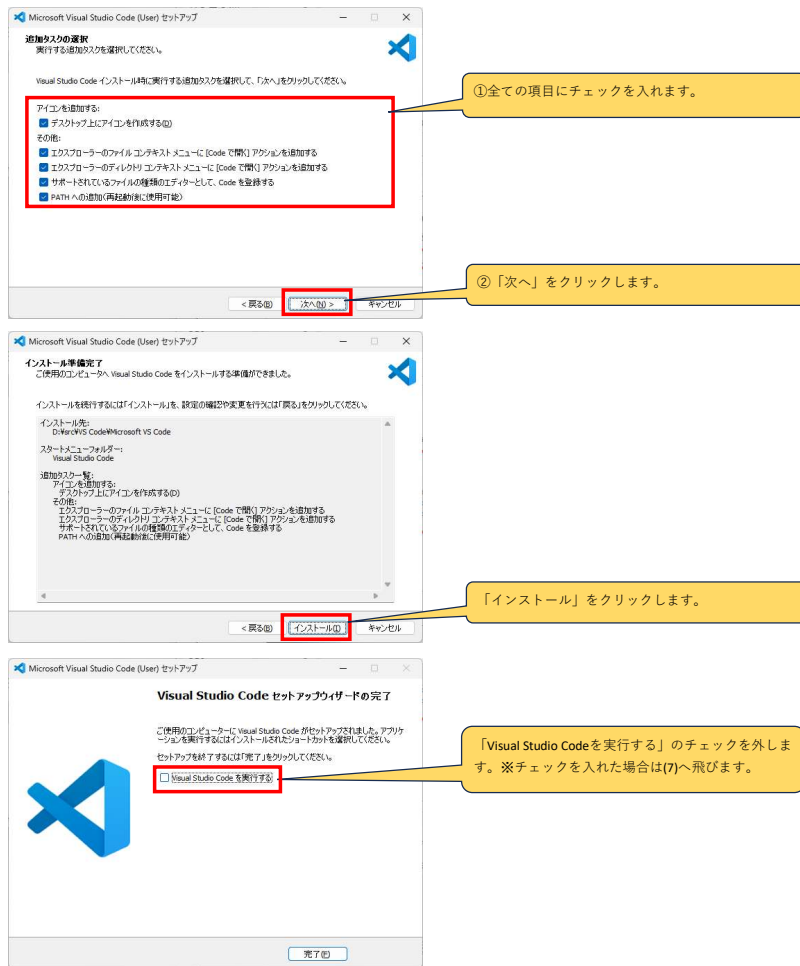 Microsoft Visual Studio Code (User) セットアップ
追加タスクの選択
実行する追加タスクを選択してください。
Visual Studio Code インストール時に実行する追加タスクを選択して、「次へ」をクリックしてください。
アイコンを追加する:
デスクトップ上にアイコンを作成する(D)
その他:
エクスプローラーのファイル コンテキスト メニューに [Code で開く] アクションを追加する
エクスプローラーのディレクトリ コンテキスト メニューに [Code で開く] アクションを追加する
サポートされているファイルの種類のエディターとして、Code を登録する
PATH への追加(再起動後に使用可能)
< 戻る(B)
次へ(N) >
キャンセル
①全ての項目にチェックを入れます。
②「次へ」をクリックします。
Microsoft Visual Studio Code (User) セットアップ
インストール準備完了
ご使用のコンピュータへ Visual Studio Code をインストールする準備ができました。
インストールを続行するには「インストール」を、設定の確認や変更を行うには「戻る」をクリックしてください。
インストール先:
D:¥src¥VS Code¥Microsoft VS Code
スタートメニューフォルダー:
Visual Studio Code
追加タスク一覧:
アイコンを追加する:
デスクトップ上にアイコンを作成する(D)
その他:
エクスプローラーのファイル コンテキスト メニューに [Code で開く] アクションを追加する
エクスプローラーのディレクトリ コンテキスト メニューに [Code で開く] アクションを追加する
サポートされているファイルの種類のエディターとして、Code を登録する
PATH への追加(再起動後に使用可能)
< 戻る(B)
インストール(I)
キャンセル
「インストール」をクリックします。
Microsoft Visual Studio Code (User) セットアップ
Visual Studio Code セットアップウィザードの完了
ご使用のコンピューターに Visual Studio Code がセットアップされました。アプリケ
ーションを実行するにはインストールされたショートカットを選択してください。
セットアップを終了するには「完了」をクリックしてください。
Visual Studio Code を実行する
完了(F)
「Visual Studio Codeを実行する」のチェックを外しま
す。※チェックを入れた場合は(7)へ飛びます。